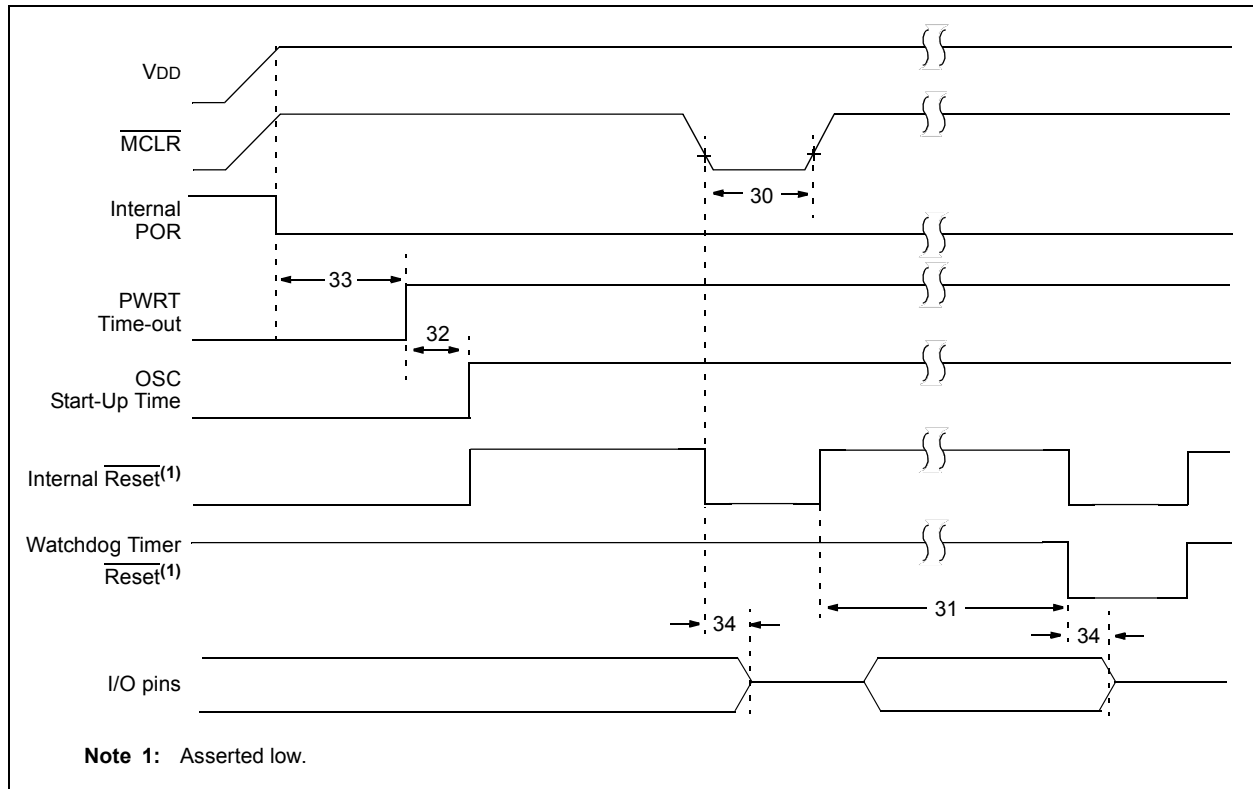 VDD
MCLR
30
Internal
POR
33
PWRT
Time-out
32
OSC
Start-Up Time
Internal Reset(1)
Watchdog Timer
Reset(1)
31
34
34
I/O pins
Note 1: Asserted low.